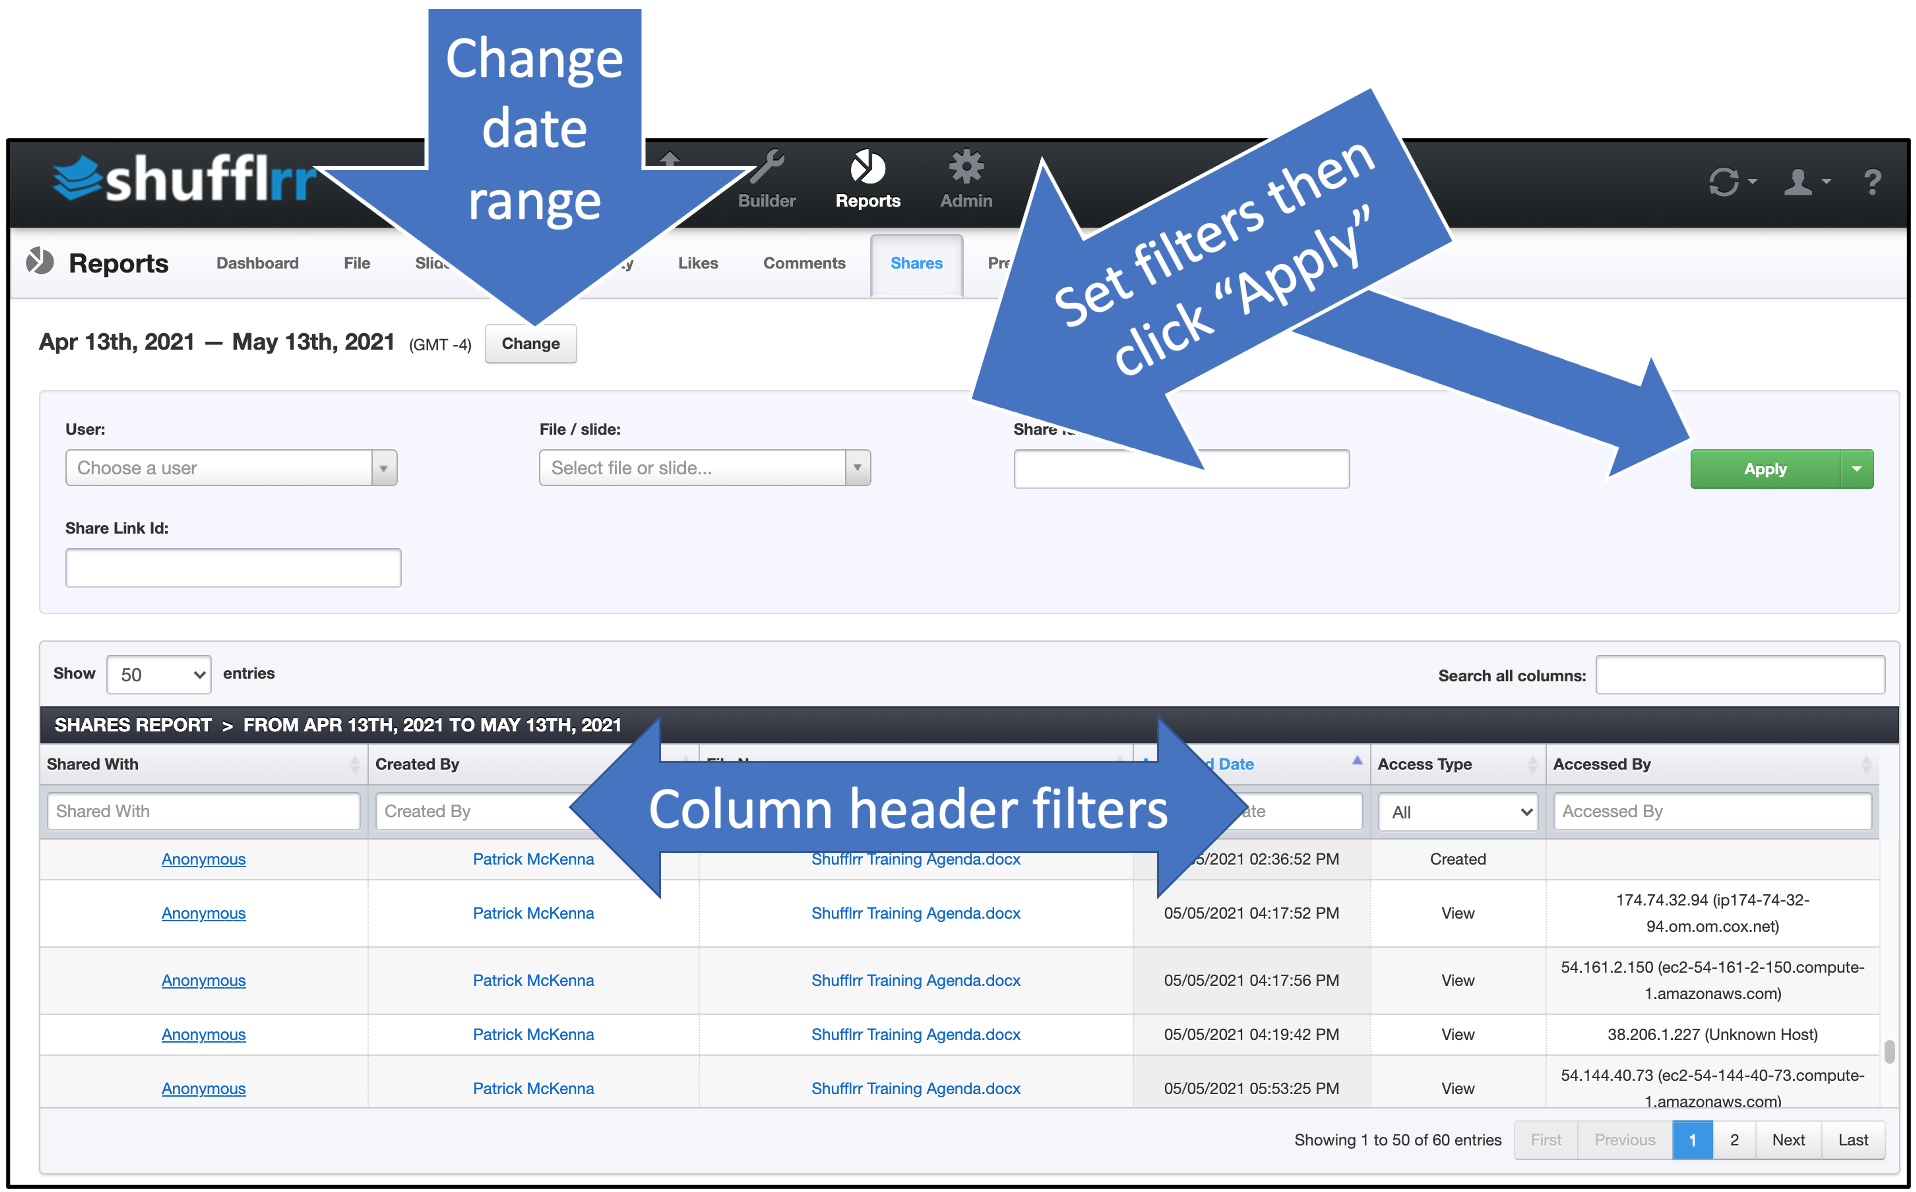 Change
date
range
Set filters then
click “Apply”
shufflrr
Builder
Reports
Admin
?
Reports
Dashboard
File
Likes
Comments
Shares
Apr 13th, 2021 — May 13th, 2021 (GMT -4) Change
User:
File / slide:
Share
Choose a user
Select file or slide...
Apply
Share Link Id:
Show 50 entries
Search all columns:
SHARES REPORT > FROM APR 13TH, 2021 TO MAY 13TH, 2021
Shared With
Created By
Date
Access Type
Accessed By
Shared With
Created By
Column header filters
All
Accessed By
Anonymous Patrick McKenna Shufflrr Training Agenda.docx 5/2021 02:36:52 PM Created
Anonymous Patrick McKenna Shufflrr Training Agenda.docx 05/05/2021 04:17:52 PM View 174.74.32.94 (ip174-74-32-
94.om.om.cox.net)
Anonymous Patrick McKenna Shufflrr Training Agenda.docx 05/05/2021 04:17:56 PM View 54.161.2.150 (ec2-54-161-2-150.compute-
1.amazonaws.com)
Anonymous Patrick McKenna Shufflrr Training Agenda.docx 05/05/2021 04:19:42 PM View 38.206.1.227 (Unknown Host)
Anonymous Patrick McKenna Shufflrr Training Agenda.docx 05/05/2021 05:53:25 PM View 54.144.40.73 (ec2-54-144-40-73.compute-
1.amazonaws.com)
Showing 1 to 50 of 60 entries First Previous 1 2 Next Last